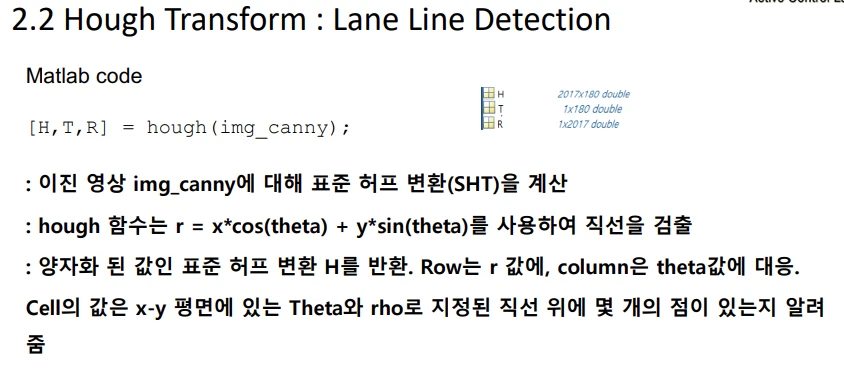 2.2 Hough Transform : Lane Line Detection
Matlab code
H 2017x180 double
T 1x180 double
R 1x2017 double
[H,T,R] = hough(img_canny);
: 이진 영상 img_canny에 대해 표준 허프 변환(SHT)을 계산
: hough 함수는 r = x*cos(theta) + y*sin(theta)를 사용하여 직선을 검출
: 양자화 된 값인 표준 허프 변환 H를 반환. Row는 r 값에, column은 theta값에 대응.
Cell의 값은 x-y 평면에 있는 Theta와 rho로 지정된 직선 위에 몇 개의 점이 있는지 알려
줌